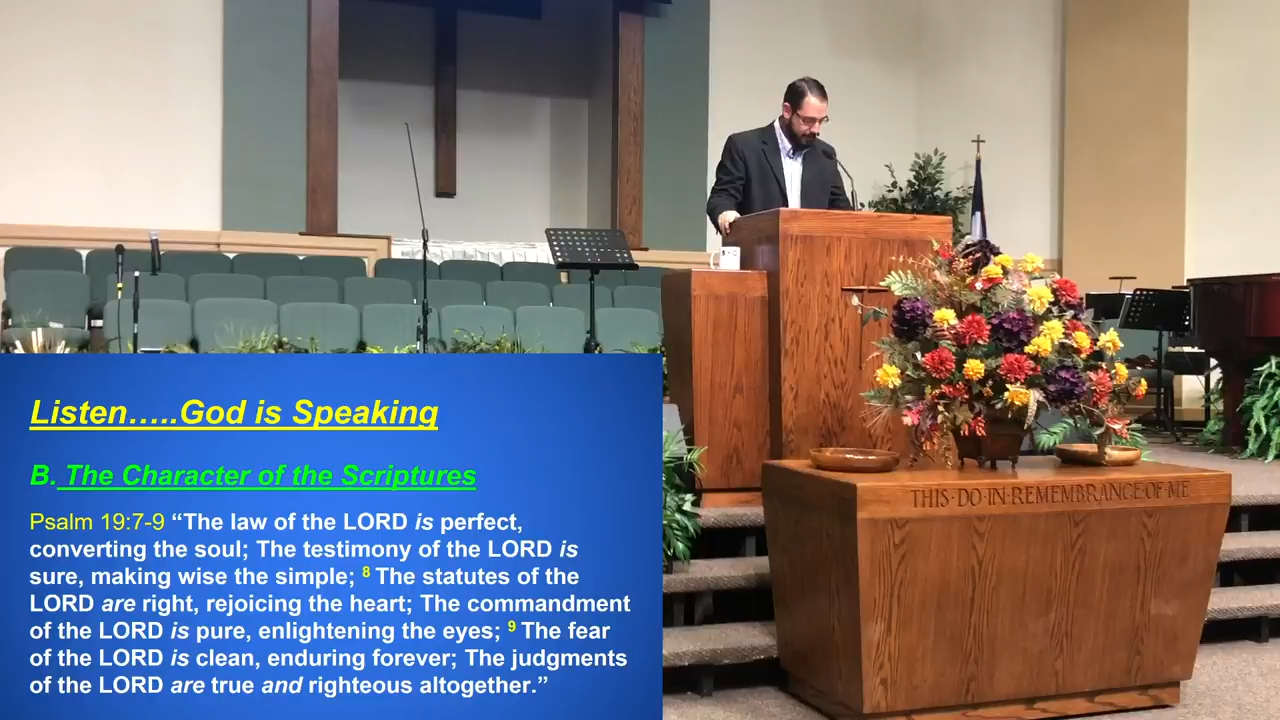 Listen…..God is Speaking
B. The Character of the Scriptures
Psalm 19:7-9 “The law of the LORD is perfect,
converting the soul; The testimony of the LORD is
sure, making wise the simple; 8 The statutes of the
LORD are right, rejoicing the heart; The commandment
of the LORD is pure, enlightening the eyes; 9 The fear
of the LORD is clean, enduring forever; The judgments
of the LORD are true and righteous altogether.”
THIS·DO·IN·REMEMBRANCE·OF·ME